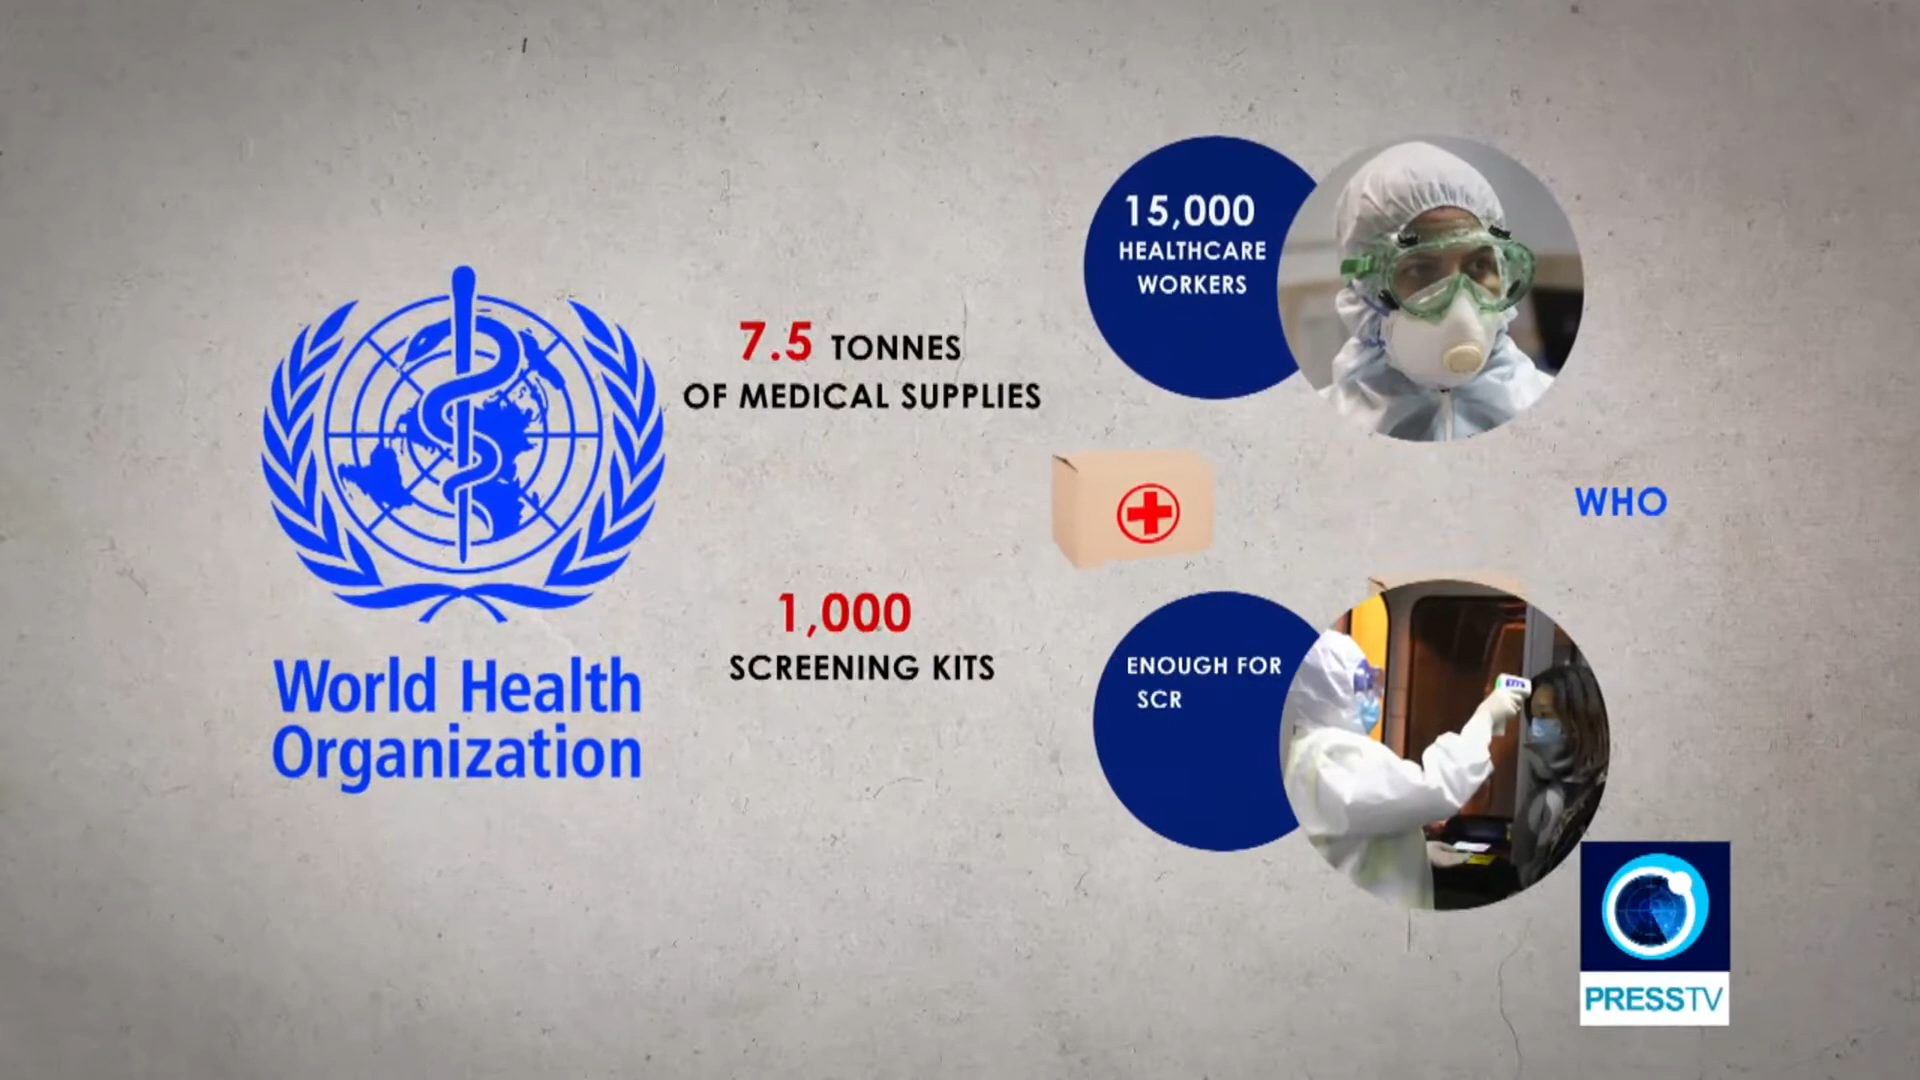 World Health
Organization
7.5 TONNES
OF MEDICAL SUPPLIES
1,000
SCREENING KITS
15,000
HEALTHCARE
WORKERS
WHO
ENOUGH FOR
SCR
PRESSTV